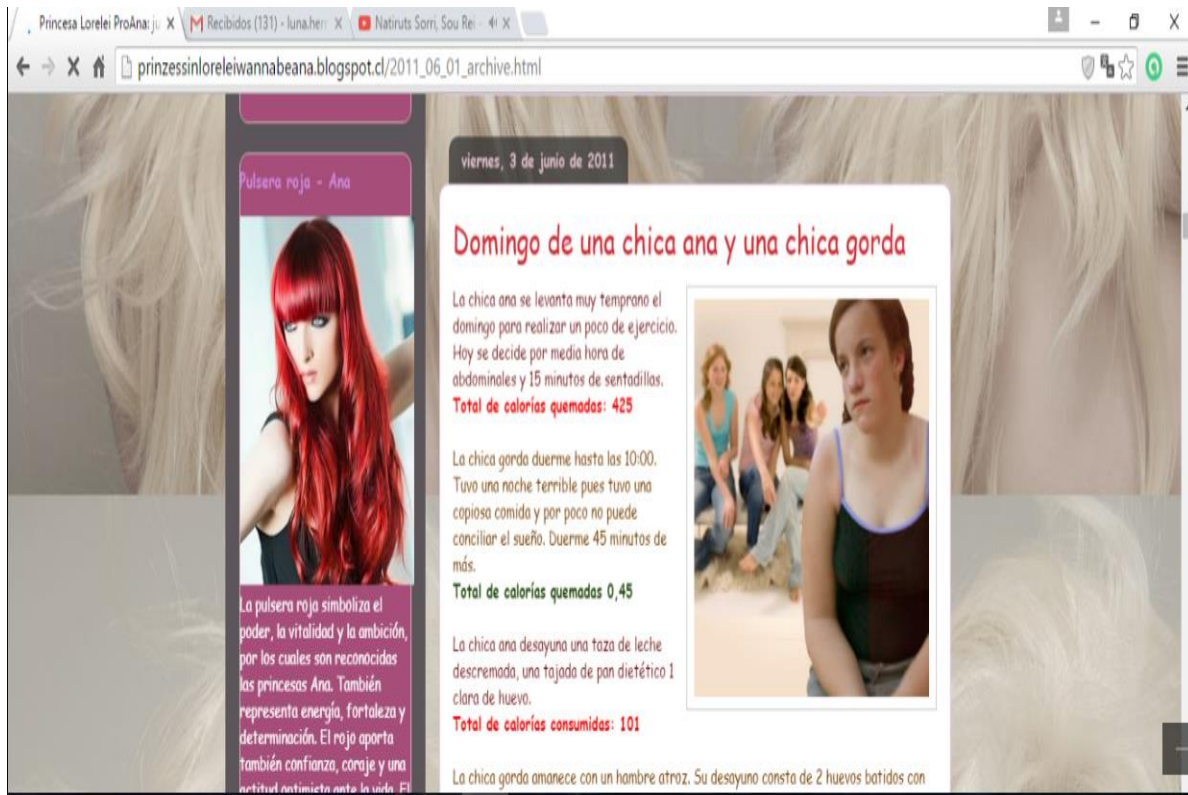 Princesa Lorelei ProAna: ju
Recibidos (131) - luna.herr
Natiruts Sorri, Sou Rei -
prinzessinloreleiwannabeana.blogspot.cl/2011_06_01_archive.html
Pulsera roja - Ana
La pulsera roja simboliza el
poder, la vitalidad y la ambición,
por los cuales son reconocidas
las princesas Ana. También
representa energía, fortaleza y
determinación. El rojo aporta
también confianza, coraje y una
actitud optimista ante la vida. El
viernes, 3 de junio de 2011
Domingo de una chica ana y una chica gorda
La chica ana se levanta muy temprano el
domingo para realizar un poco de ejercicio.
Hoy se decide por media hora de
abdominales y 15 minutos de sentadillas.
Total de calorías quemadas: 425
La chica gorda duerme hasta las 10:00.
Tuvo una noche terrible pues tuvo una
copiosa comida y por poco no puede
conciliar el sueño. Duerme 45 minutos de
más.
Total de calorías quemadas 0,45
La chica ana desayuna una taza de leche
descremada, una tajada de pan dietético 1
clara de huevo.
Total de calorías consumidas: 101
La chica gorda amanece con un hambre atroz. Su desayuno consta de 2 huevos batidos con